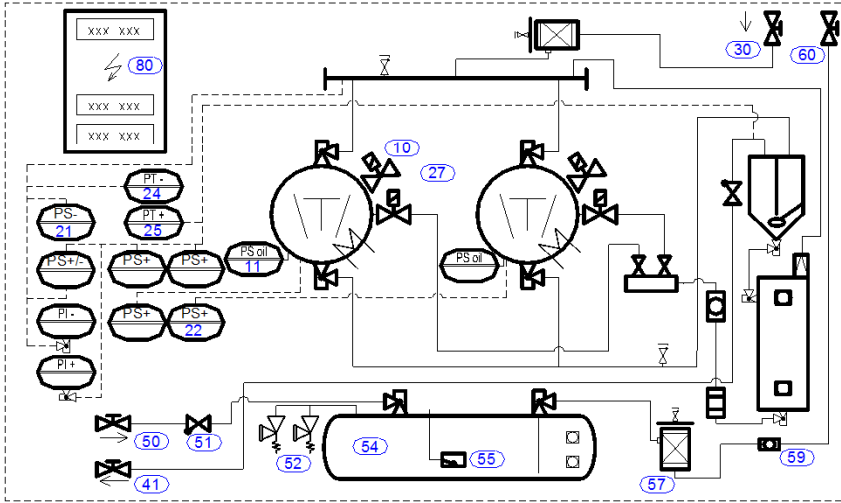 xxx xxx
80
xxx xxx
xxx xxx
30
60
10
27
PT -
24
PS-
21
PT +
25
PS+/-
PS+
PS+
PS oil
11
PS oil
PI -
PS+
PS+
22
PI +
50
51
52
54
55
57
59
41